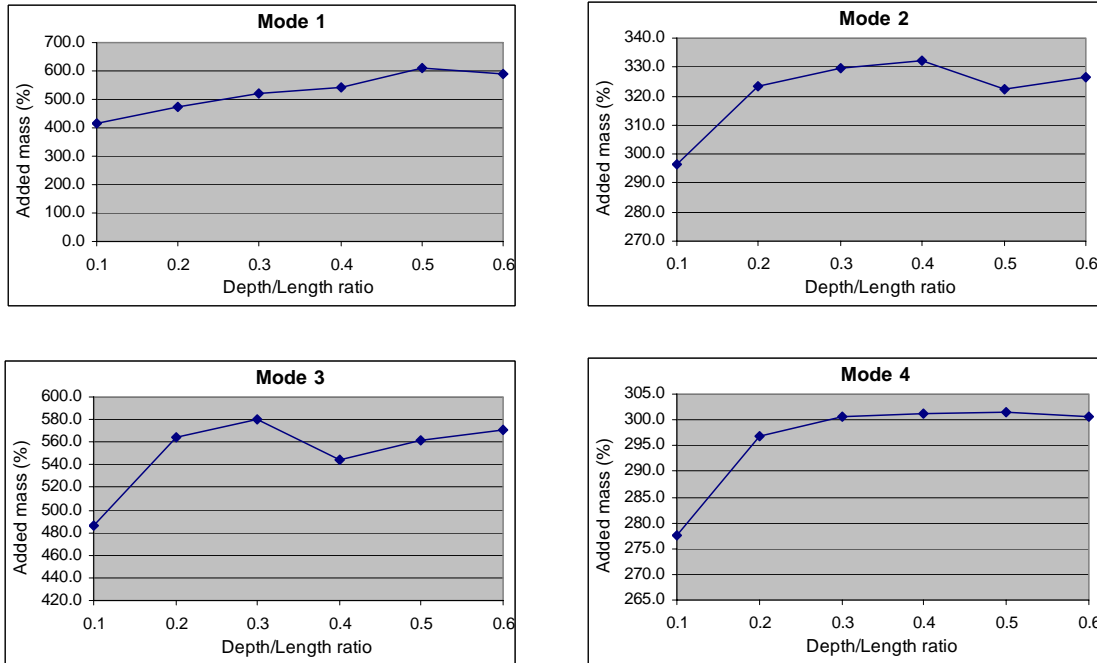 Mode 1
700.0
600.0
500.0
400.0
300.0
200.0
100.0
0.0
Added mass (%)
0.1 0.2 0.3 0.4 0.5 0.6
Depth/Length ratio
Mode 2
340.0
330.0
320.0
310.0
300.0
290.0
280.0
270.0
Added mass (%)
0.1 0.2 0.3 0.4 0.5 0.6
Depth/Length ratio
Mode 3
600.0
580.0
560.0
540.0
520.0
500.0
480.0
460.0
440.0
420.0
Added mass (%)
0.1 0.2 0.3 0.4 0.5 0.6
Depth/Length ratio
Mode 4
305.0
300.0
295.0
290.0
285.0
280.0
275.0
270.0
265.0
Added mass (%)
0.1 0.2 0.3 0.4 0.5 0.6
Depth/Length ratio